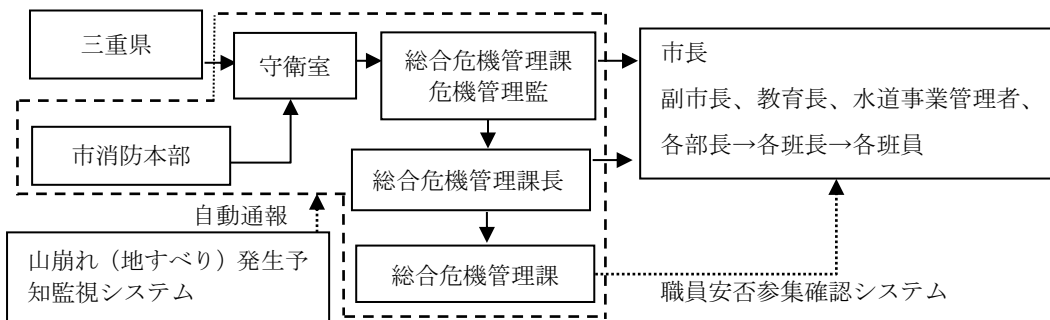 三重県
守衛室
総合危機管理課
危機管理監
市長
副市長、教育長、水道事業管理者、
各部長→各班長→各班員
市消防本部
総合危機管理課長
自動通報
山崩れ（地すべり）発生予
知監視システム
総合危機管理課
職員安否参集確認システム